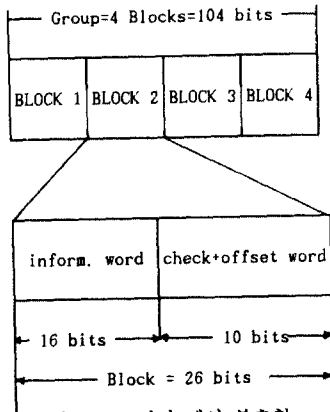 Group=4 Blocks=104 bits
BLOCK 1 BLOCK 2 BLOCK 3 BLOCK 4
inform. word check+offset word
16 bits 10 bits
Block = 26 bits